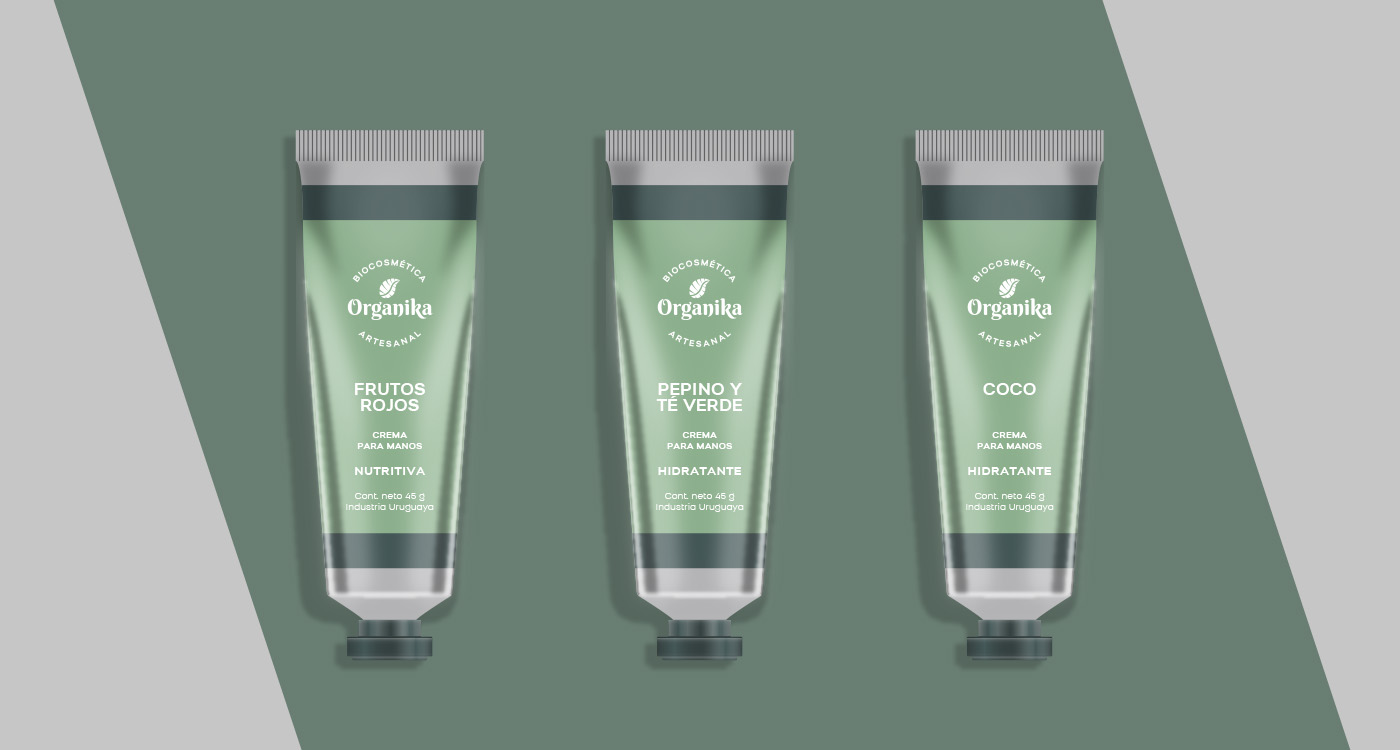 BIOCOSMÉTICA
Organika
ARTESANAL
FRUTOS
ROJOS
CREMA
PARA MANOS
NUTRITIVA
Cont. neto 45 g
Industria Uruguaya
BIOCOSMÉTICA
Organika
ARTESANAL
PEPINO Y
TÉ VERDE
CREMA
PARA MANOS
HIDRATANTE
Cont. neto 45 g
Industria Uruguaya
BIOCOSMÉTICA
Organika
ARTESANAL
COCO
CREMA
PARA MANOS
HIDRATANTE
Cont. neto 45 g
Industria Uruguaya